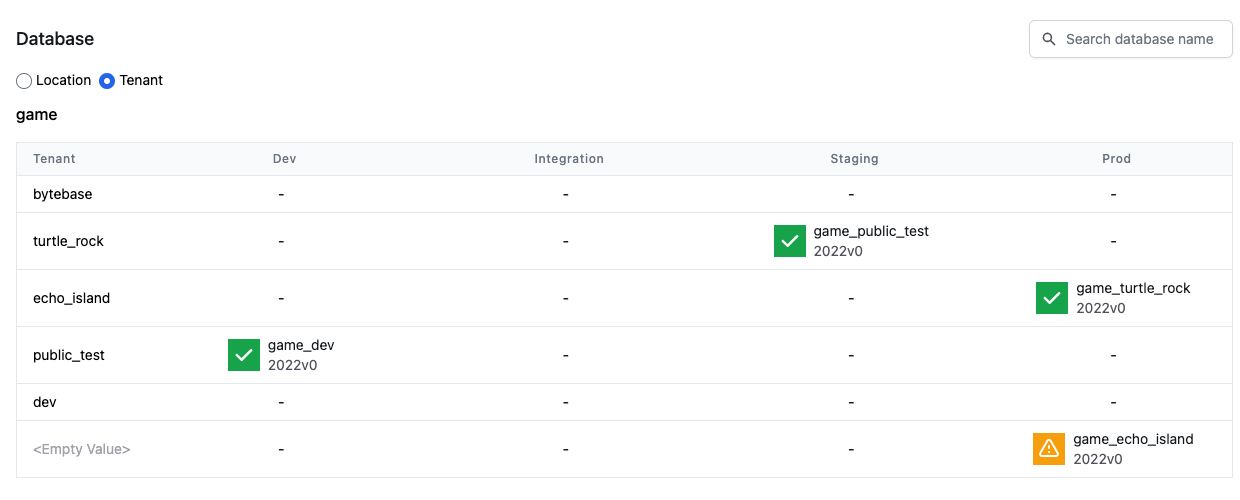 Database
Search database name
Location Tenant
game
Tenant Dev Integration Staging Prod
bytebase - - - -
turtle_rock - - game_public_test 2022v0 -
echo_island - - - game_turtle_rock 2022v0
public_test game_dev 2022v0 - - -
dev - - - -
<Empty Value> - - - game_echo_island 2022v0